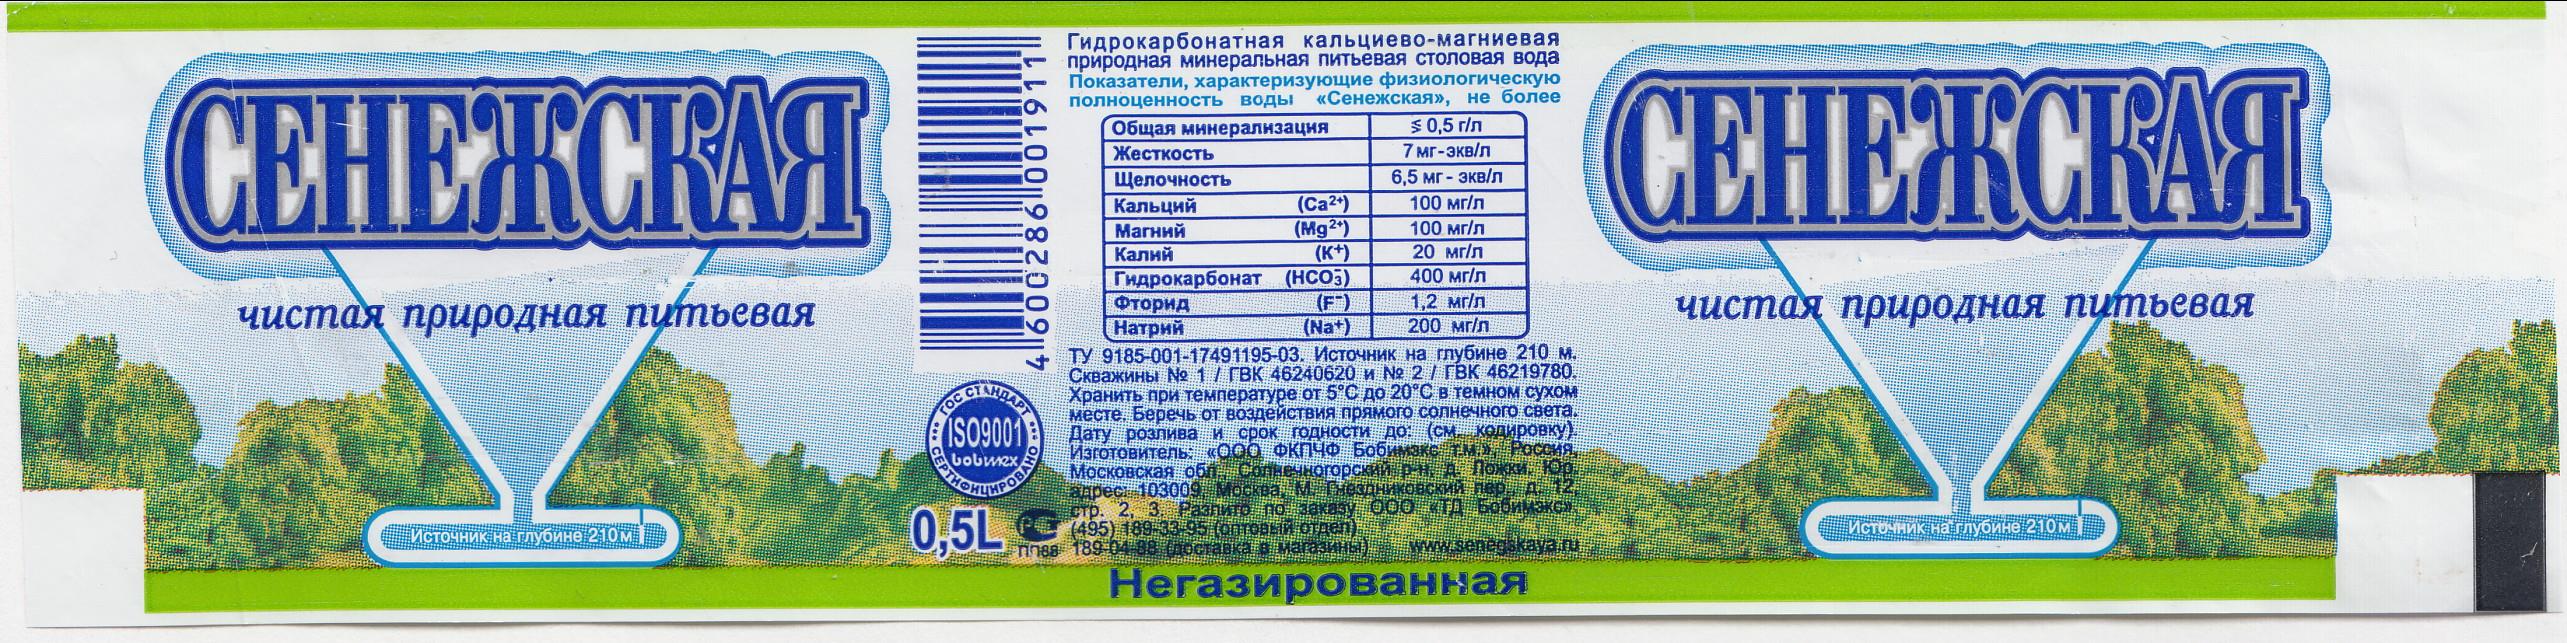 СЕНЕЖСКАЯ
чистая природная питьевая
Источник на глубине 210 м
4 600286 001911
ГОС СТАНДАРТ
ISO9001
bobimex
СЕРТИФИЦИРОВАНО
0,5L
РСТ
ПП88
Гидрокарбонатная кальциево-магниевая
природная минеральная питьевая столовая вода
Показатели, характеризующие физиологическую
полноценность воды «Сенежская», не более
Общая минерализация ≤ 0,5 г/л
Жесткость 7 мг-экв/л
Щелочность 6,5 мг - экв/л
Кальций (Ca²⁺) 100 мг/л
Магний (Mg²⁺) 100 мг/л
Калий (K⁺) 20 мг/л
Гидрокарбонат (HCO₃⁻) 400 мг/л
Фторид (F⁻) 1,2 мг/л
Натрий (Na⁺) 200 мг/л
ТУ 9185-001-17491195-03. Источник на глубине 210 м.
Скважины № 1 / ГВК 46240620 и № 2 / ГВК 46219780.
Хранить при температуре от 5°С до 20°С в темном сухом
месте. Беречь от воздействия прямого солнечного света.
Дату розлива и срок годности до: (см. кодировку)
Изготовитель: «ООО ФКПЧФ Бобимэкс т.м.», Россия,
Московская обл., Солнечногорский р-н, д. Ложки. Юр.
адрес: 103009, Москва, М. Гнездниковский пер., д. 12,
стр. 2, 3. Разлито по заказу ООО «ТД Бобимэкс».
(495) 189-33-95 (оптовый отдел)
189-04-88 (доставка в магазины) www.senegskaya.ru
Негазированная
СЕНЕЖСКАЯ
чистая природная питьевая
Источник на глубине 210 м